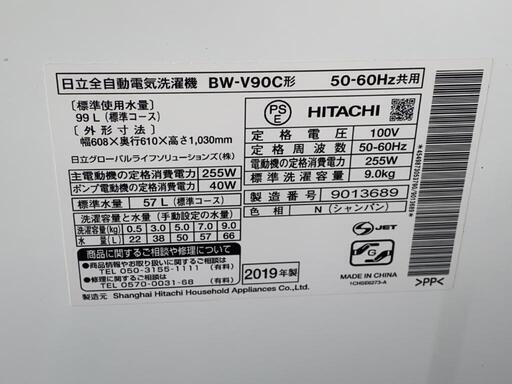 日立全自動電気洗濯機 BW-V90C形 50-60Hz共用
［標準使用水量］
99 L（標準コース）
［外形寸法］
幅608×奥行610×高さ1,030mm
日立グローバルライフソリューションズ（株）
主電動機の定格消費電力 255W
ポンプ電動機の定格消費電力 40W
標準水量 57 L（標準コース）
洗濯容量と水量（手動設定の水量）
洗濯容量(kg) 0.5 3.0 5.0 7.0 9.0
水量(L) 22 38 50 57 66
商品に関するご相談や修理について
商品情報やお取り扱いに関するご相談
TEL 050-3155-1111（有料）
修理に関するご相談
TEL 0570-0031-68（有料）
製造元 Shanghai Hitachi Household Appliances Co., Ltd.
PS
E
HITACHI
定格電圧 100V
定格周波数 50-60Hz
電動機の定格消費電力 255W
標準洗濯容量 9.0kg
製造番号 9013689
色相 N（シャンパン）
2019年製
G
JET
MADE IN CHINA
1CHGE6273-A
>PP<